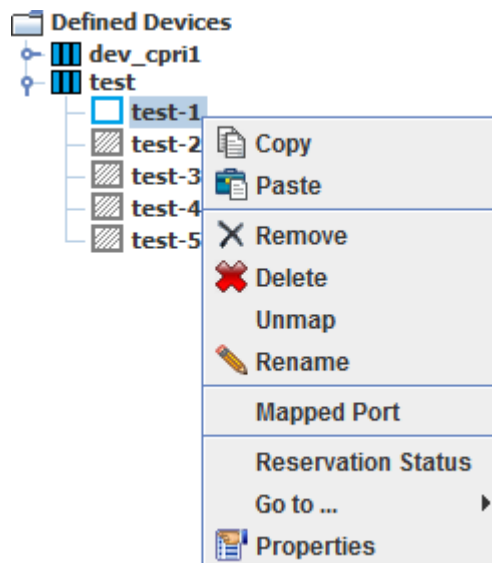 Defined Devices
dev_cpri1
test
test-1
test-2
test-3
test-4
test-5
Copy
Paste
Remove
Delete
Unmap
Rename
Mapped Port
Reservation Status
Go to ...
Properties